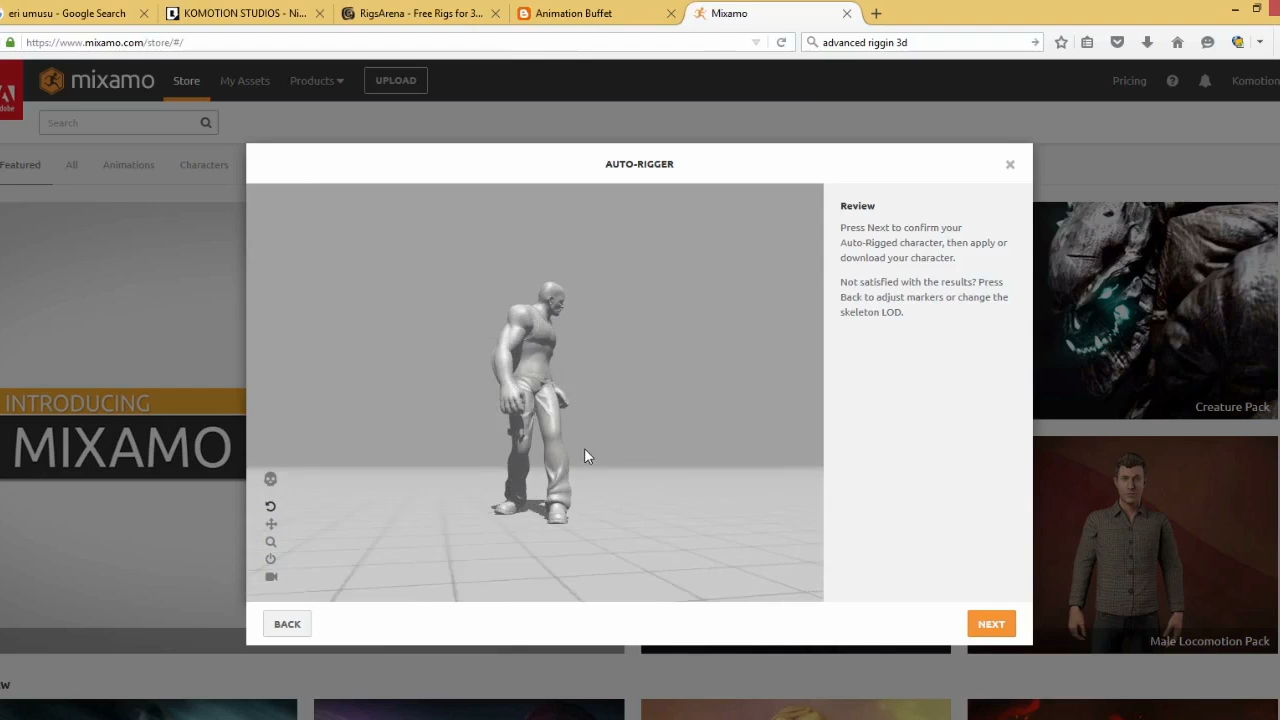 eri umusu - Google Search
KOMOTION STUDIOS - Ni...
RigsArena - Free Rigs for 3...
Animation Buffet
Mixamo
https://www.mixamo.com/store/#/
advanced riggin 3d
Adobe
mixamo
Store
My Assets
Products
UPLOAD
Pricing
Komotion
Search
Featured
All
Animations
Characters
AUTO-RIGGER
Review
Press Next to confirm your
Auto-Rigged character, then apply or
download your character.
Not satisfied with the results? Press
Back to adjust markers or change the
skeleton LOD.
INTRODUCING
MIXAMO
Creature Pack
BACK
NEXT
Male Locomotion Pack